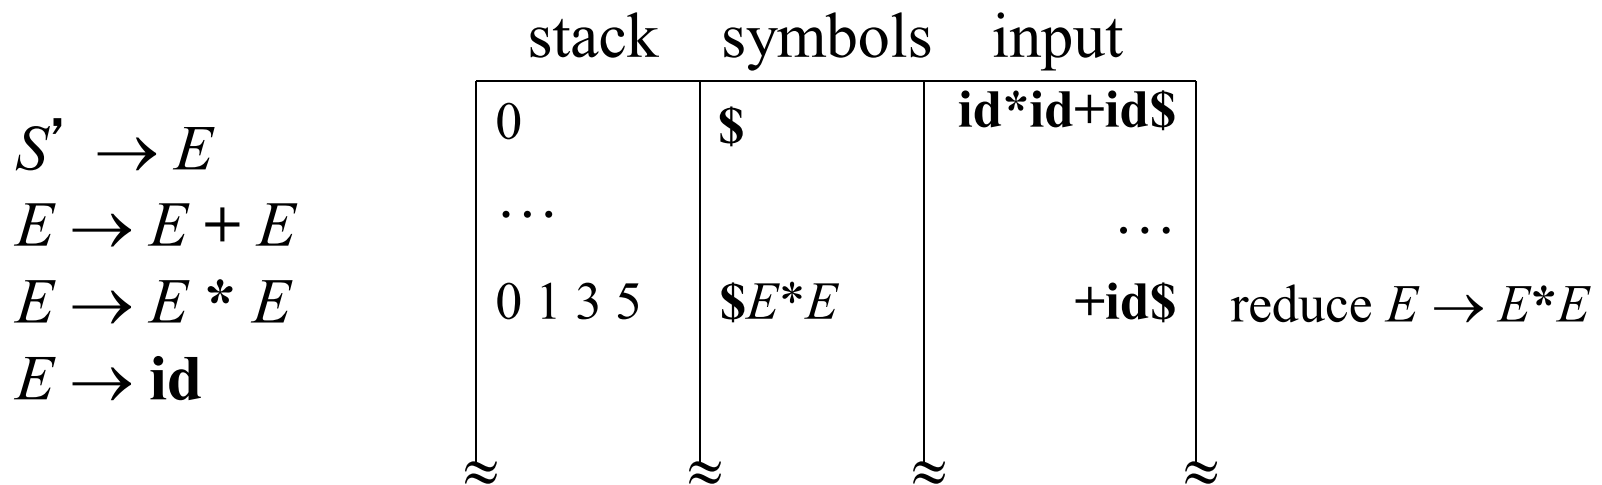 stack symbols input
0 $ id*id+id$
S’ → E
… …
E → E + E
E → E * E
0 1 3 5 $E*E +id$ reduce E → E*E
E → id
≈ ≈ ≈ ≈